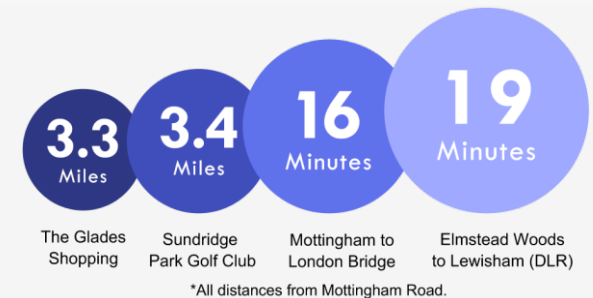 3.3
Miles
3.4
Miles
16
Minutes
19
Minutes
The Glades
Shopping
Sundridge
Park Golf Club
Mottingham to
London Bridge
Elmstead Woods
to Lewisham (DLR)
*All distances from Mottingham Road.